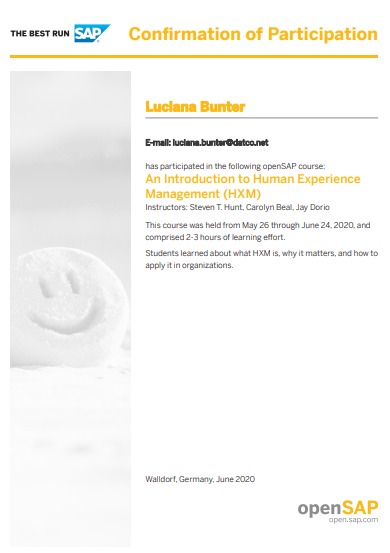 THE BEST RUN SAP
Confirmation of Participation
Luciana Bunter
E-mail: luciana.bunter@datco.net
has participated in the following openSAP course:
An Introduction to Human Experience
Management (HXM)
Instructors: Steven T. Hunt, Carolyn Beal, Jay Dorio
This course was held from May 26 through June 24, 2020, and
comprised 2-3 hours of learning effort.
Students learned about what HXM is, why it matters, and how to
apply it in organizations.
Walldorf, Germany, June 2020
openSAP
open.sap.com